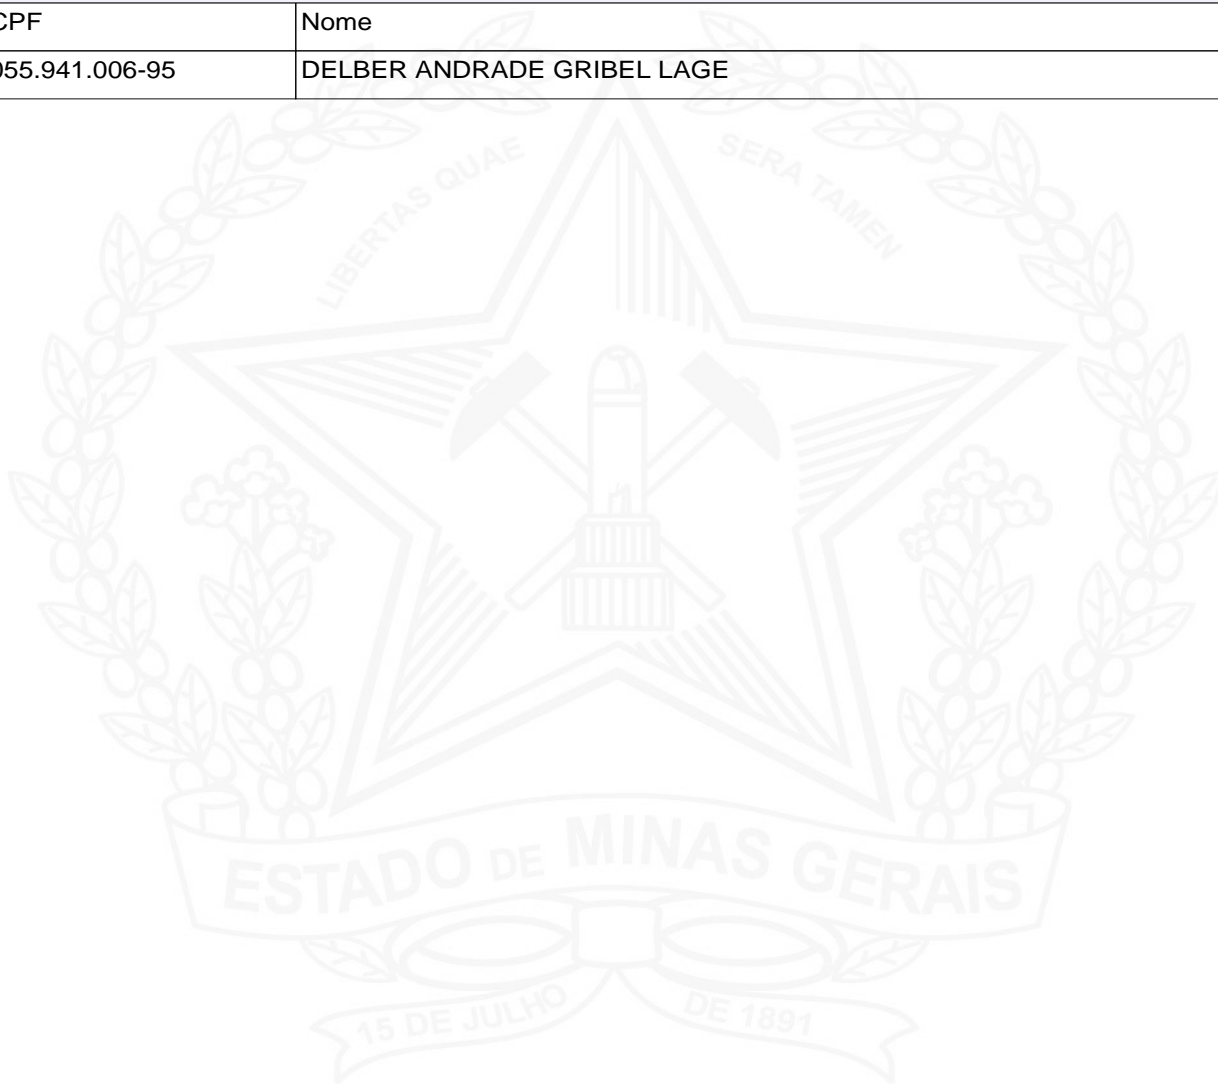 CPF Nome
055.941.006-95 DELBER ANDRADE GRIBEL LAGE
LIBERTAS QUAE SERA TAMEN
ESTADO DE MINAS GERAIS
15 DE JULHO DE 1891